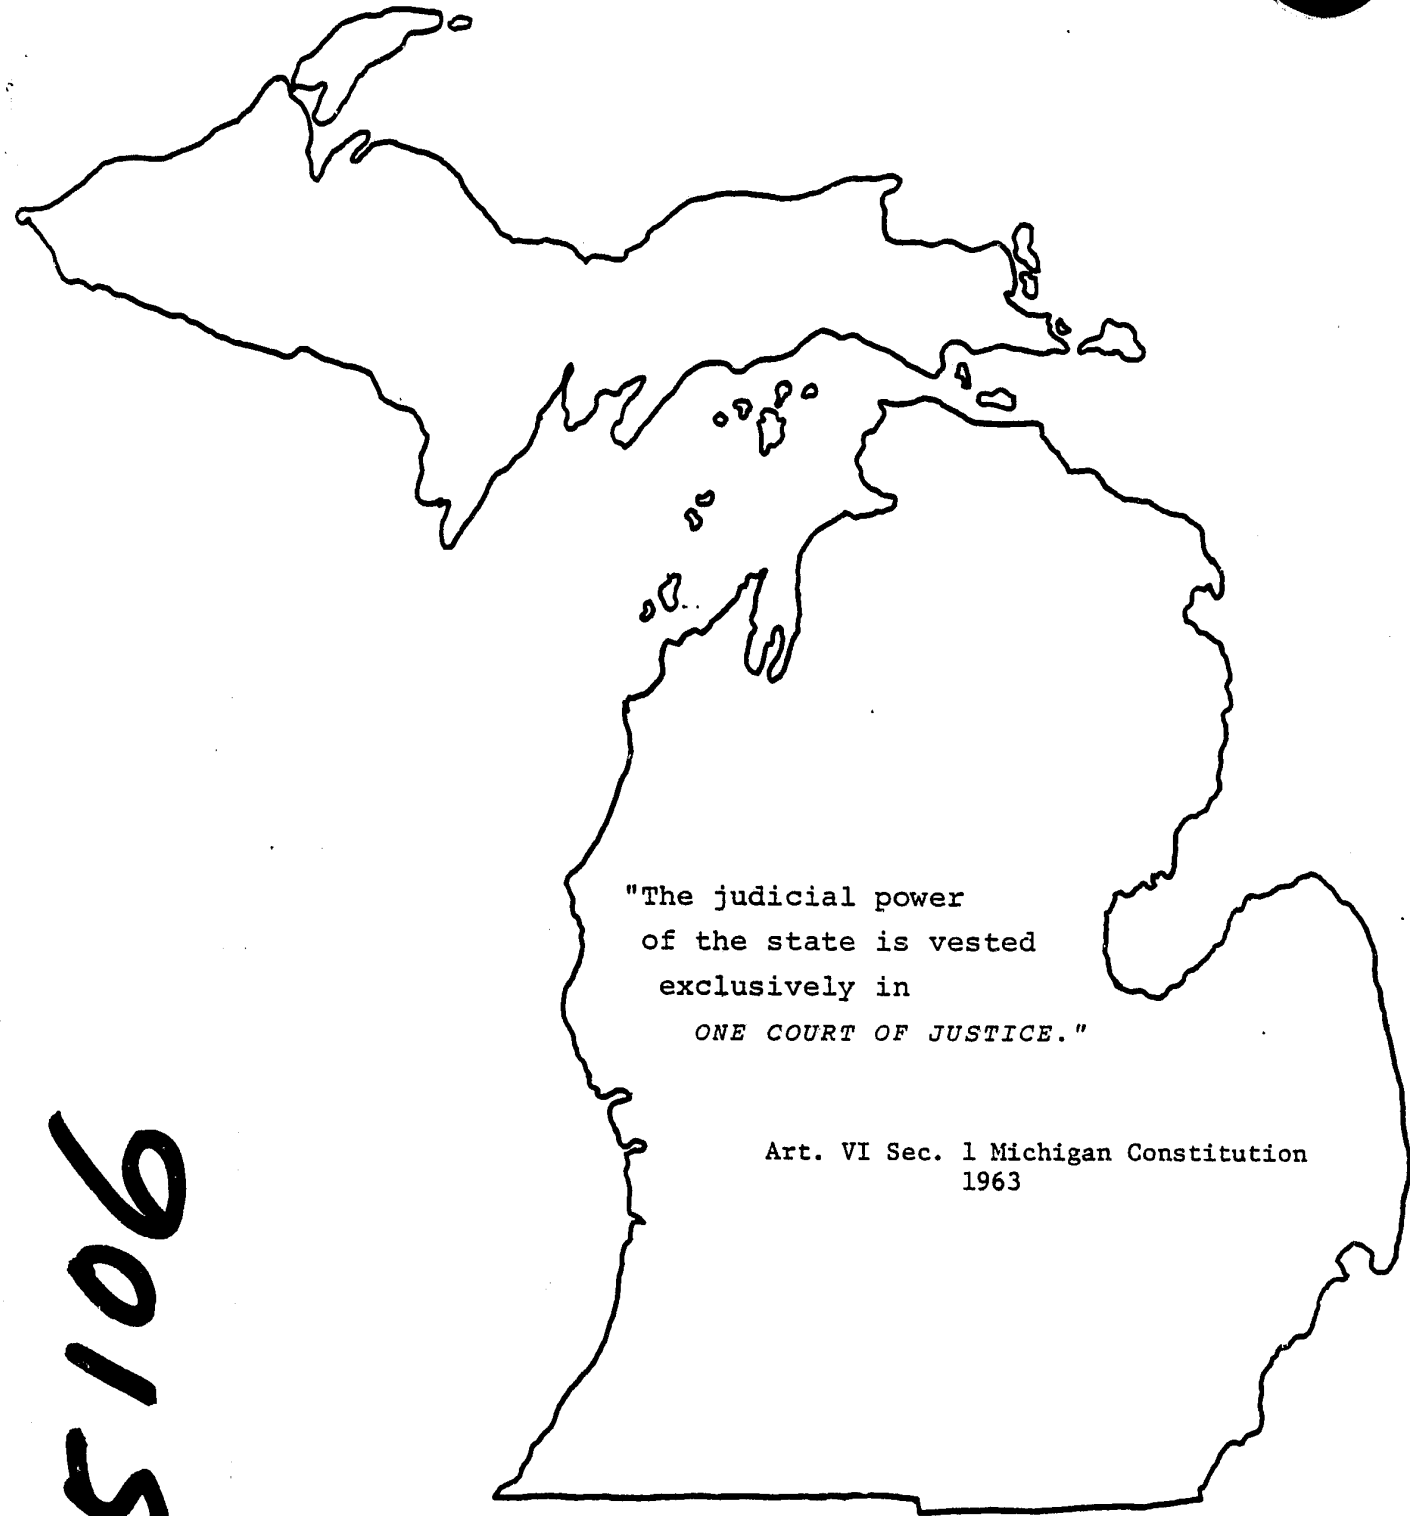 "The judicial power
of the state is vested
exclusively in
ONE COURT OF JUSTICE."
Art. VI Sec. 1 Michigan Constitution
1963